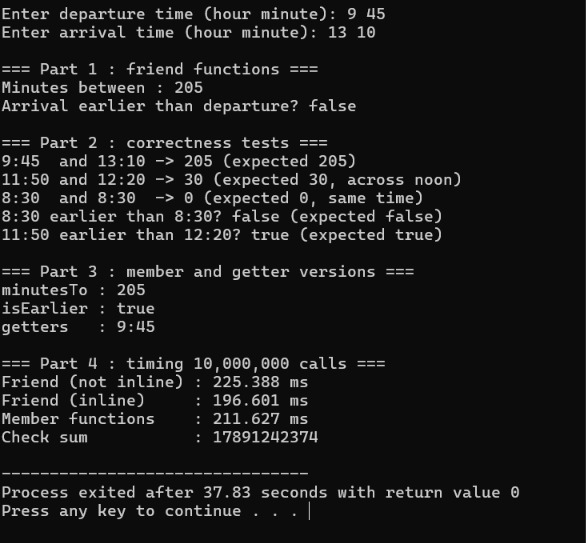 Enter departure time (hour minute): 9 45
Enter arrival time (hour minute): 13 10
=== Part 1 : friend functions ===
Minutes between : 205
Arrival earlier than departure? false
=== Part 2 : correctness tests ===
9:45  and 13:10 -> 205 (expected 205)
11:50 and 12:20 -> 30 (expected 30, across noon)
8:30  and 8:30  -> 0 (expected 0, same time)
8:30 earlier than 8:30? false (expected false)
11:50 earlier than 12:20? true (expected true)
=== Part 3 : member and getter versions ===
minutesTo : 205
isEarlier : true
getters   : 9:45
=== Part 4 : timing 10,000,000 calls ===
Friend (not inline) : 225.388 ms
Friend (inline)     : 196.601 ms
Member functions    : 211.627 ms
Check sum           : 17891242374
--------------------------------
Process exited after 37.83 seconds with return value 0
Press any key to continue . . .